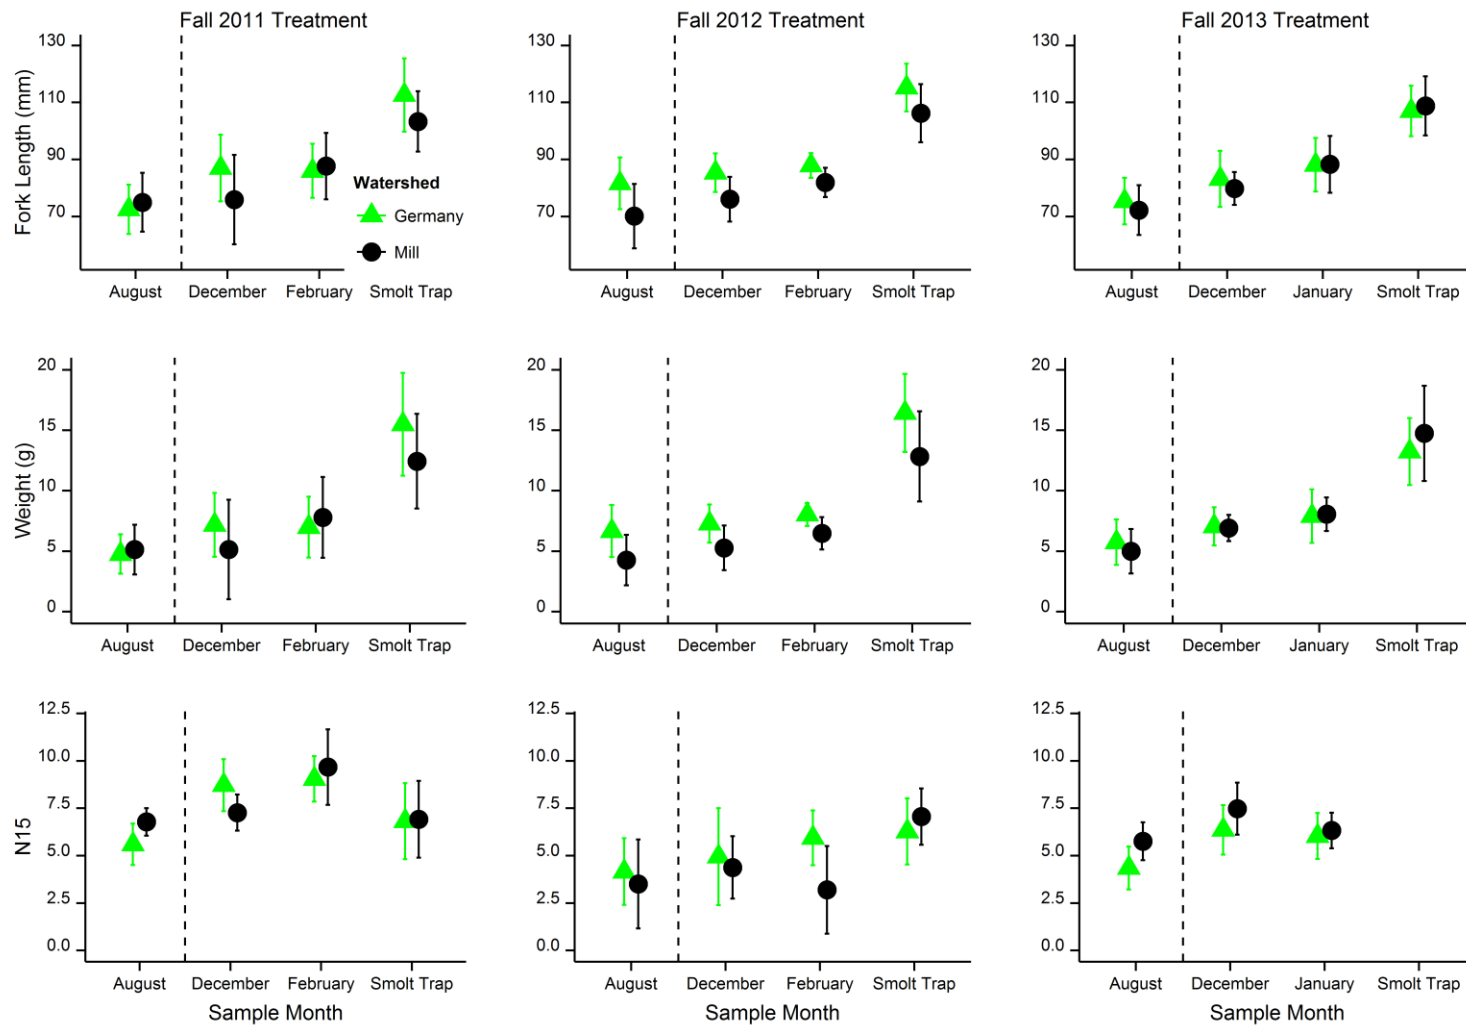 Fall 2011 Treatment
Fall 2012 Treatment
Fall 2013 Treatment
Fork Length (mm)
130
110
90
70
Watershed
Germany
Mill
August December February Smolt Trap
130
110
90
70
August December February Smolt Trap
130
110
90
70
August December January Smolt Trap
Weight (g)
20
15
10
5
0
August December February Smolt Trap
20
15
10
5
0
August December February Smolt Trap
20
15
10
5
0
August December January Smolt Trap
N15
12.5
10.0
7.5
5.0
2.5
0.0
August December February Smolt Trap
Sample Month
12.5
10.0
7.5
5.0
2.5
0.0
August December February Smolt Trap
Sample Month
12.5
10.0
7.5
5.0
2.5
0.0
August December January Smolt Trap
Sample Month